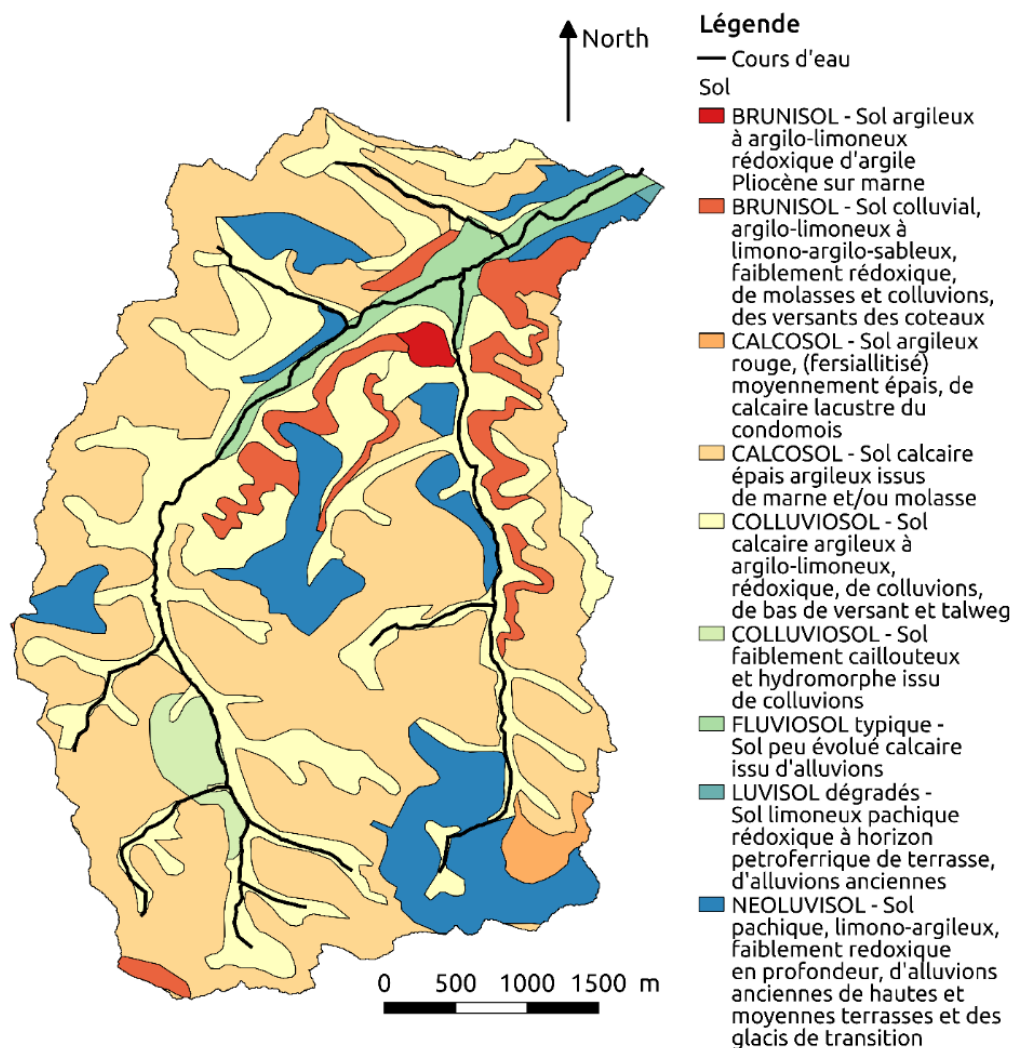 North
Légende
Cours d'eau
Sol
BRUNISOL - Sol argileux
à argilo-limoneux
rédoxique d'argile
Pliocène sur marne
BRUNISOL - Sol colluvial,
argilo-limoneux à
limono-argilo-sableux,
faiblement rédoxique,
de molasses et colluvions,
des versants des coteaux
CALCOSOL - Sol argileux
rouge, (fersiallitisé)
moyennement épais, de
calcaire lacustre du
condomois
CALCOSOL - Sol calcaire
épais argileux issus
de marne et/ou molasse
COLLUVIOSOL - Sol
calcaire argileux à
argilo-limoneux,
rédoxique, de colluvions,
de bas de versant et talweg
COLLUVIOSOL - Sol
faiblement cailouteux
et hydromorphe issu
de colluvions
FLUVIOSOL typique -
Sol peu évolué calcaire
issu d'alluvions
LUVISOL dégradés -
Sol limoneux pachique
rédoxique à horizon
petroferrique de terrasse,
d'alluvions anciennes
NEOLUVISOL - Sol
pachique, limono-argileux,
faiblement redoxique
en profondeur, d'alluvions
anciennes de hautes et
moyennes terrasses et des
glacis de transition
0 500 1000 1500 m